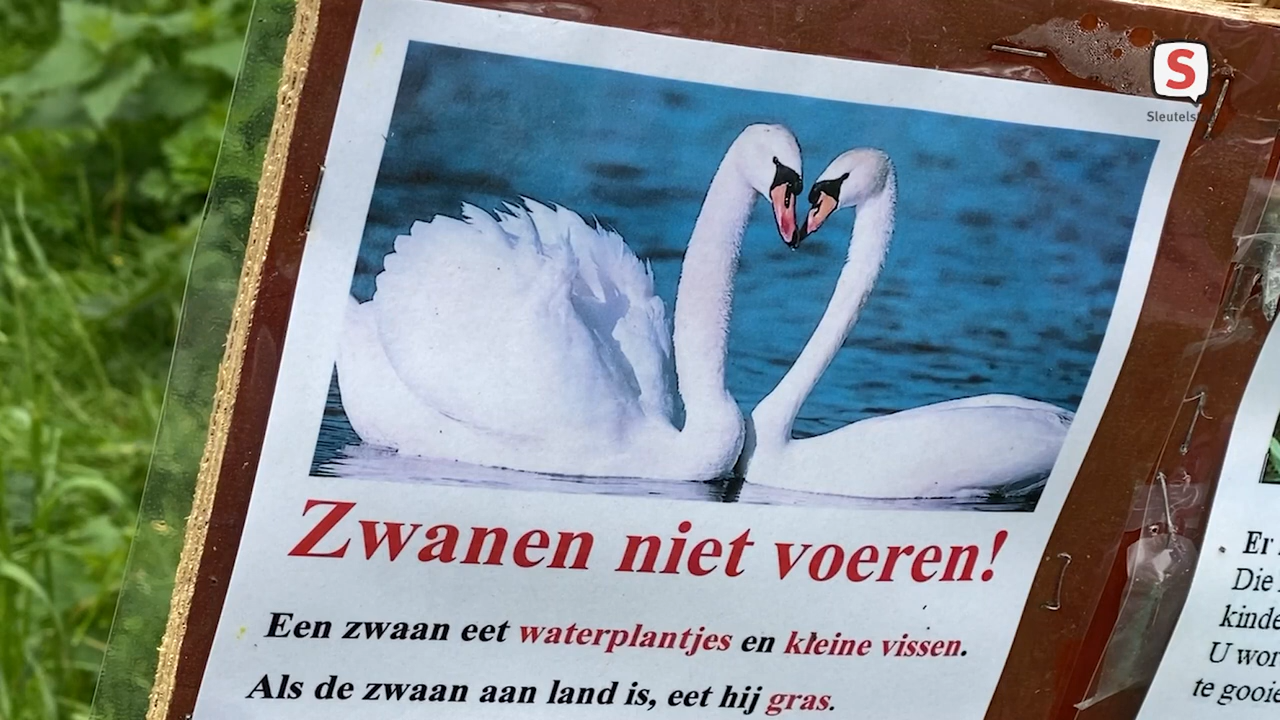 S
Sleutels
Zwanen niet voeren!
Een zwaan eet waterplantjes en kleine vissen.
Als de zwaan aan land is, eet hij gras.
Er
Die
kinde
U wor
te gooie